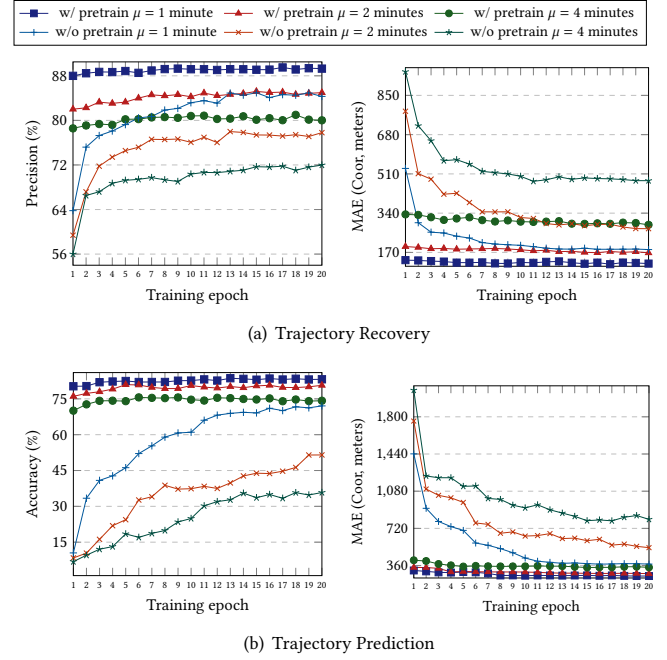 w/ pretrain μ = 1 minute w/ pretrain μ = 2 minutes w/ pretrain μ = 4 minutes
w/o pretrain μ = 1 minute w/o pretrain μ = 2 minutes w/o pretrain μ = 4 minutes
Precision (%)
88
80
72
64
56
1 2 3 4 5 6 7 8 9 10 11 12 13 14 15 16 17 18 19 20
Training epoch
MAE (Coor, meters)
850
680
510
340
170
1 2 3 4 5 6 7 8 9 10 11 12 13 14 15 16 17 18 19 20
Training epoch
(a) Trajectory Recovery
Accuracy (%)
75
60
45
30
15
1 2 3 4 5 6 7 8 9 10 11 12 13 14 15 16 17 18 19 20
Training epoch
MAE (Coor, meters)
1,800
1,440
1,080
720
360
1 2 3 4 5 6 7 8 9 10 11 12 13 14 15 16 17 18 19 20
Training epoch
(b) Trajectory Prediction